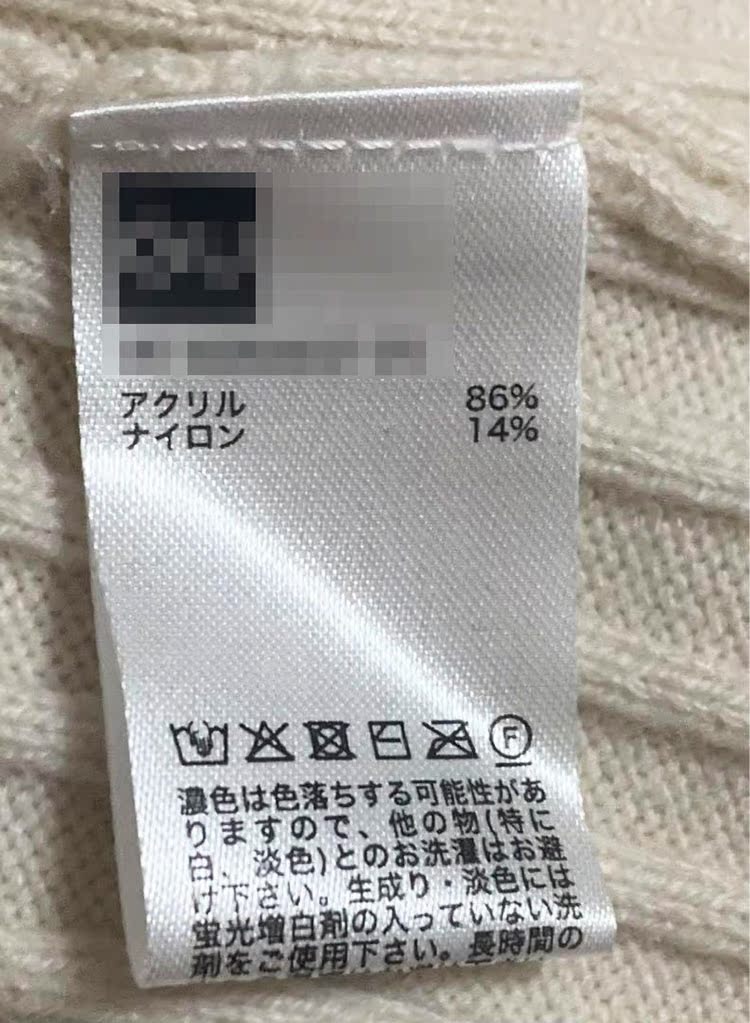 アクリル 86%
ナイロン 14%
F
濃色は色落ちする可能性があ
りますので、他の物(特に
白、淡色)とのお洗濯はお避
け下さい。生成り・淡色には
蛍光増白剤の入っていない洗
剤をご使用下さい。長時間の